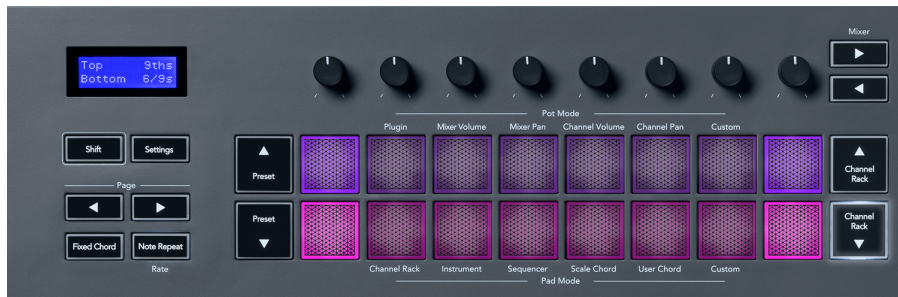 Mixer
Top 9ths
Bottom 6/9s
Pot Mode
Plugin Mixer Volume Mixer Pan Channel Volume Channel Pan Custom
Shift Settings
Preset
Channel
Rack
Page
Preset
Channel
Rack
Fixed Chord Note Repeat
Rate
Channel Rack Instrument Sequencer Scale Chord User Chord Custom
Pad Mode